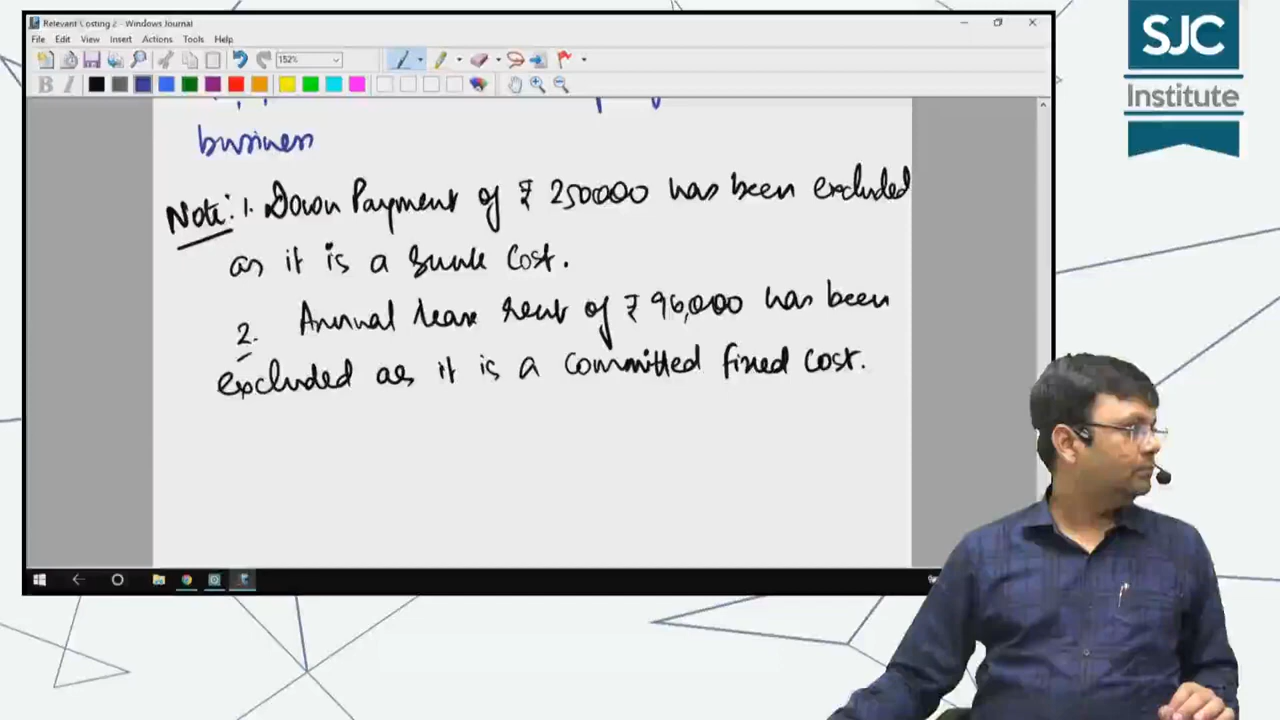 Relevant Costing 2 - Windows Journal
SJC
Institute
File Edit View Insert Actions Tools Help
152%
B I
business
Note: 1. Down Payment of ₹ 250000 has been excluded
as it is a Sunk Cost.
2. Annual lease rent of ₹ 96,000 has been
excluded as it is a committed fixed cost.